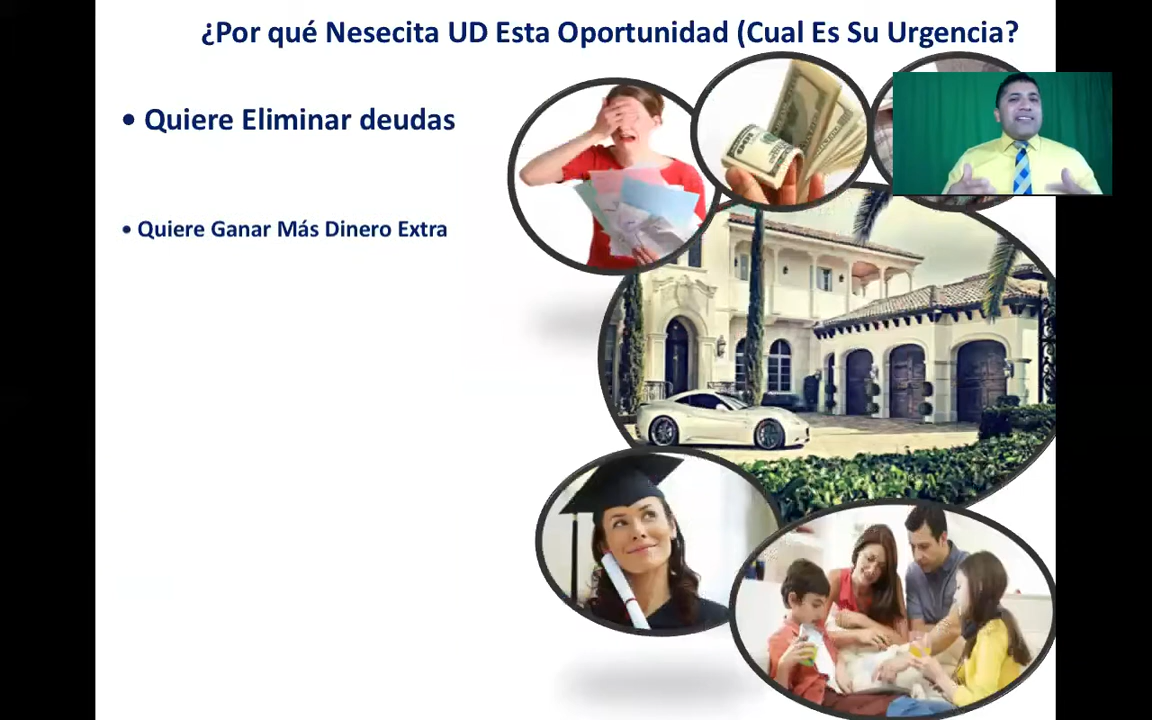 ¿Por qué Nesecita UD Esta Oportunidad (Cual Es Su Urgencia?
• Quiere Eliminar deudas
• Quiere Ganar Más Dinero Extra